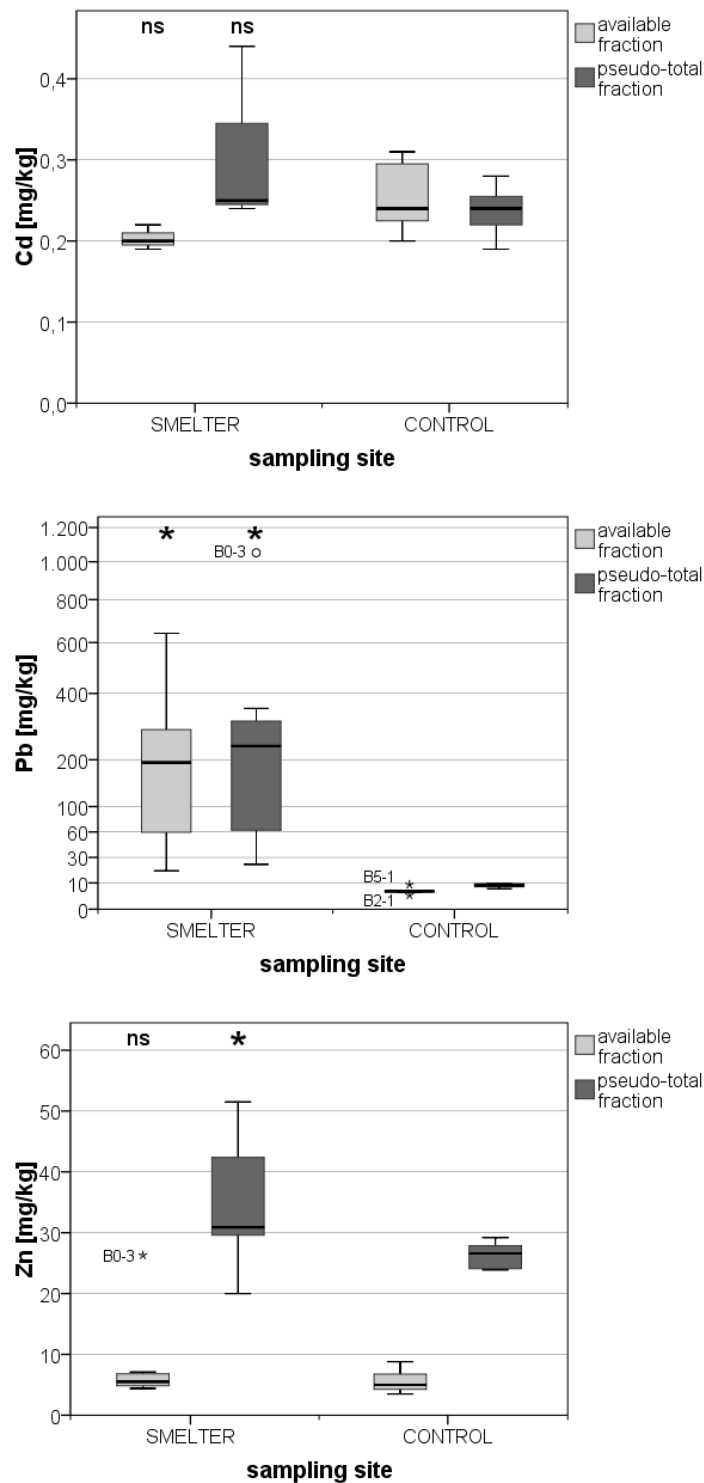 ns
ns
available
fraction
pseudo-total
fraction
0,4
0,3
0,2
0,1
0,0
Cd [mg/kg]
SMELTER
CONTROL
sampling site
*
*
B0-3
available
fraction
pseudo-total
fraction
1.200
1.000
800
600
400
200
100
60
30
10
0
Pb [mg/kg]
B5-1
*
B2-1
*
SMELTER
CONTROL
sampling site
ns
*
available
fraction
pseudo-total
fraction
60
50
40
30
20
10
0
Zn [mg/kg]
B0-3 *
SMELTER
CONTROL
sampling site